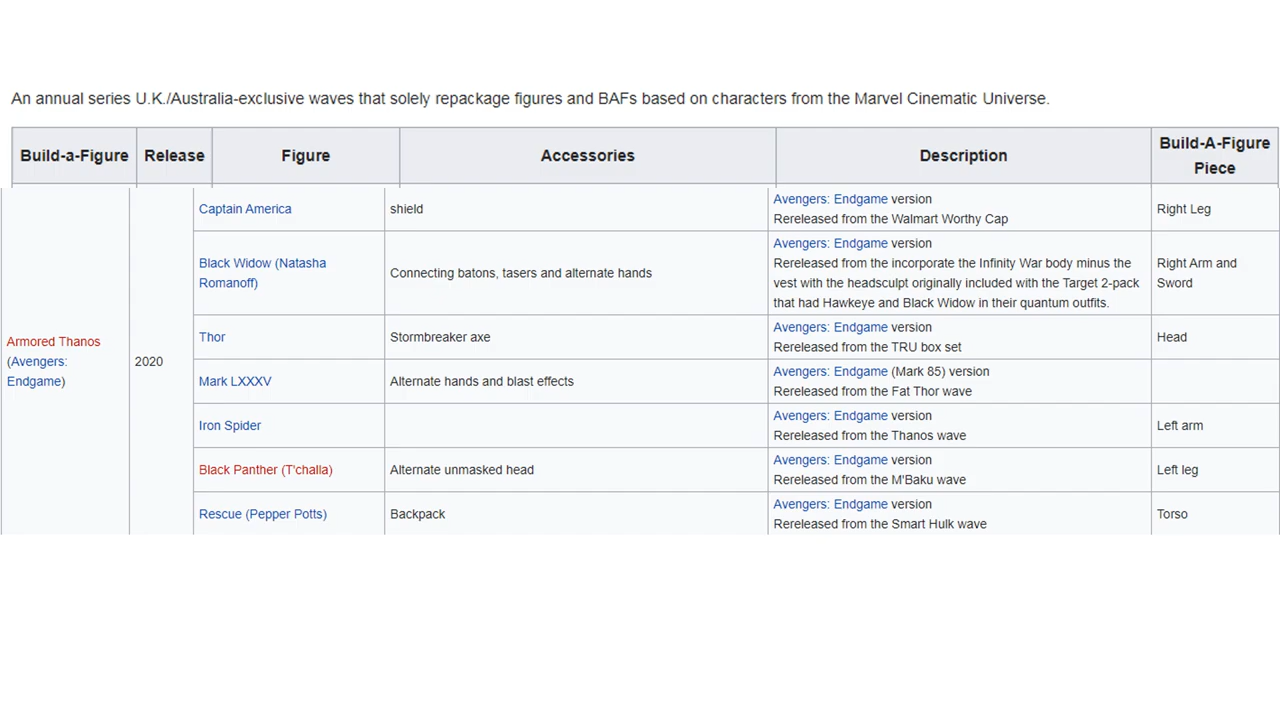 An annual series U.K./Australia-exclusive waves that solely repackage figures and BAFs based on characters from the Marvel Cinematic Universe.
Build-a-Figure Release Figure Accessories Description Build-A-Figure Piece
Armored Thanos
(Avengers:
Endgame)
2020
Captain America
shield
Avengers: Endgame version
Rereleased from the Walmart Worthy Cap
Right Leg
Black Widow (Natasha
Romanoff)
Connecting batons, tasers and alternate hands
Avengers: Endgame version
Rereleased from the incorporate the Infinity War body minus the
vest with the headsculpt originally included with the Target 2-pack
that had Hawkeye and Black Widow in their quantum outfits.
Right Arm and
Sword
Thor
Stormbreaker axe
Avengers: Endgame version
Rereleased from the TRU box set
Head
Mark LXXXV
Alternate hands and blast effects
Avengers: Endgame (Mark 85) version
Rereleased from the Fat Thor wave
Iron Spider
Avengers: Endgame version
Rereleased from the Thanos wave
Left arm
Black Panther (T'challa)
Alternate unmasked head
Avengers: Endgame version
Rereleased from the M'Baku wave
Left leg
Rescue (Pepper Potts)
Backpack
Avengers: Endgame version
Rereleased from the Smart Hulk wave
Torso